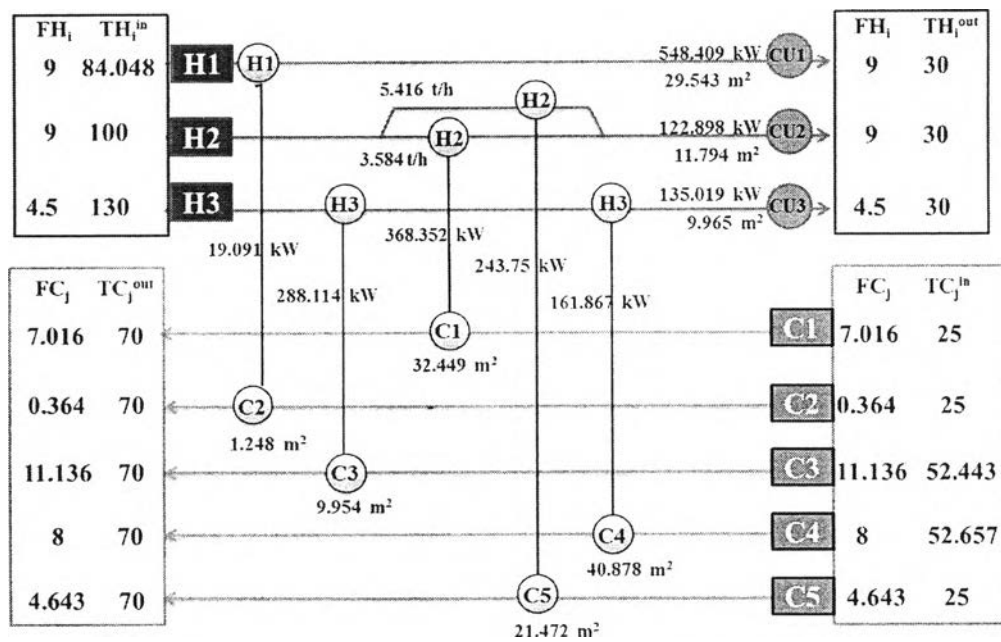 FHᵢ THᵢⁱⁿ
9 84.048
9 100
4.5 130
H1
H2
H3
H1
548.409 kW
CU1
29.543 m²
5.416 t/h
H2
H2
3.584 t/h
122.898 kW
CU2
11.794 m²
H3
H3
135.019 kW
CU3
9.965 m²
FHᵢ THᵢᵒᵘᵗ
9 30
9 30
4.5 30
19.091 kW
368.352 kW
288.114 kW
243.75 kW
161.867 kW
FCⱼ TCⱼᵒᵘᵗ
7.016 70
0.364 70
11.136 70
8 70
4.643 70
C1
32.449 m²
C2
1.248 m²
C3
9.954 m²
C4
40.878 m²
C5
21.472 m²
C1
C2
C3
C4
C5
FCⱼ TCⱼⁱⁿ
7.016 25
0.364 25
11.136 52.443
8 52.657
4.643 25